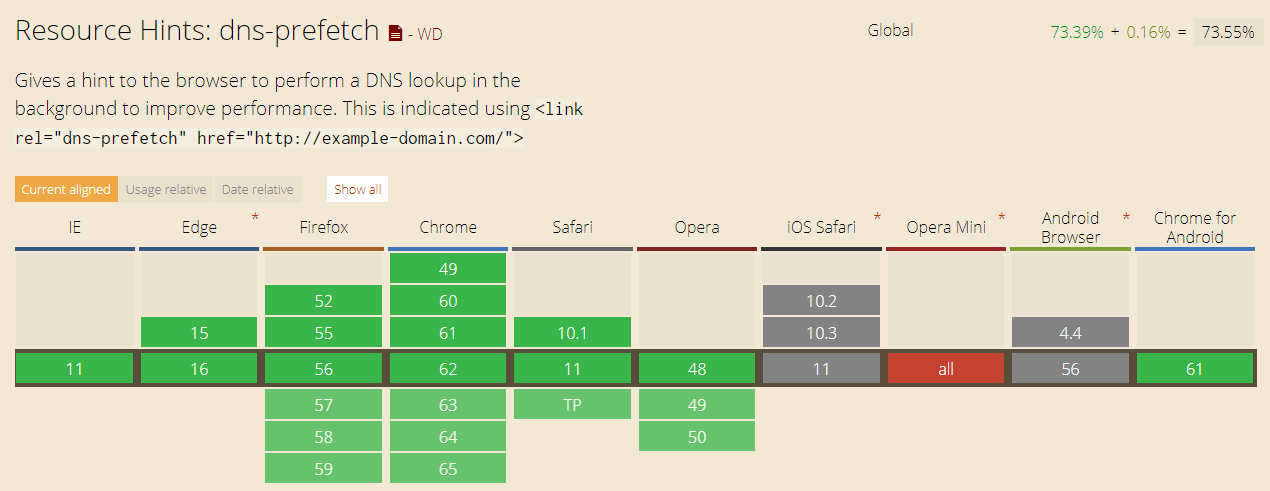 Resource Hints: dns-prefetch - WD
Global 73.39% + 0.16% = 73.55%
Gives a hint to the browser to perform a DNS lookup in the
background to improve performance. This is indicated using <link
rel="dns-prefetch" href="http://example-domain.com/">
Current aligned Usage relative Date relative Show all
IE Edge * Firefox Chrome Safari Opera iOS Safari * Opera Mini * Android Browser * Chrome for Android
49
52 60 10.2
15 55 61 10.1 10.3 4.4
11 16 56 62 11 48 11 all 56 61
57 63 TP 49
58 64 50
59 65